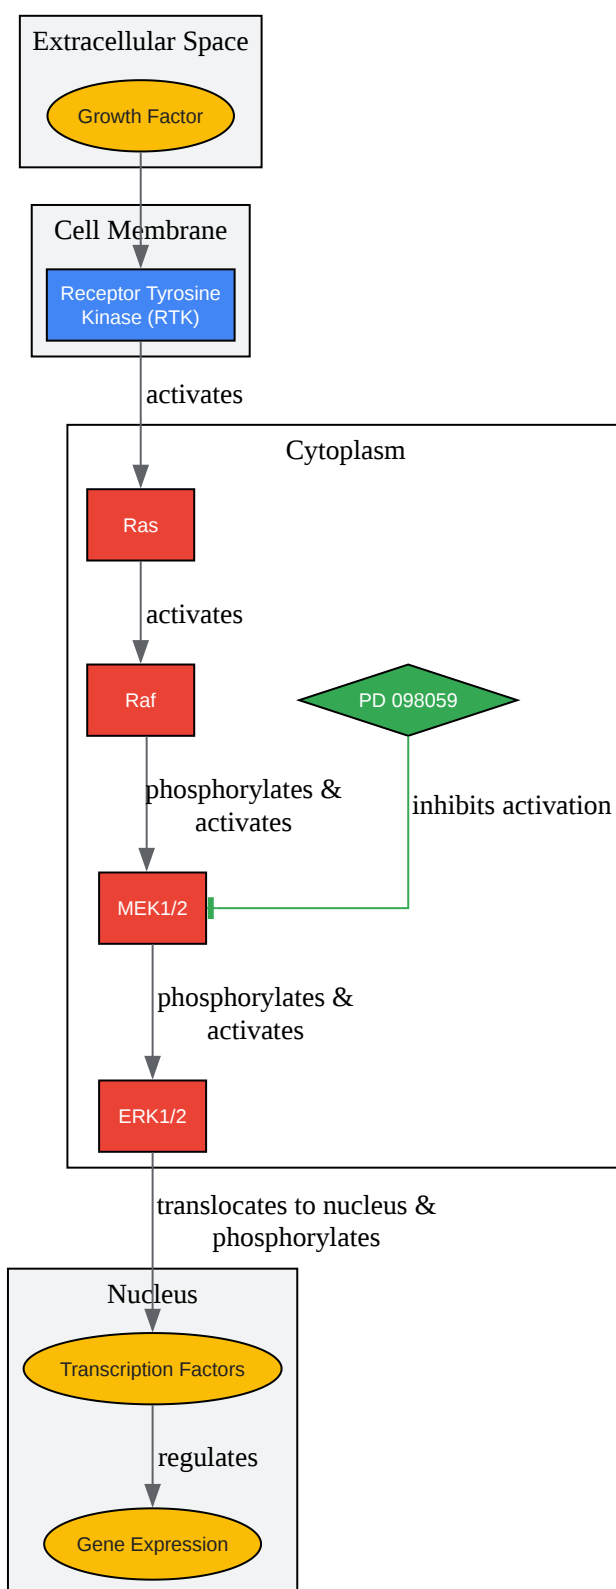 Extracellular Space
Growth Factor
Cell Membrane
Receptor Tyrosine
Kinase (RTK)
activates
Cytoplasm
Ras
activates
Raf
PD 098059
phosphorylates &
activates
inhibits activation
MEK1/2
phosphorylates &
activates
ERK1/2
translocates to nucleus &
phosphorylates
Nucleus
Transcription Factors
regulates
Gene Expression